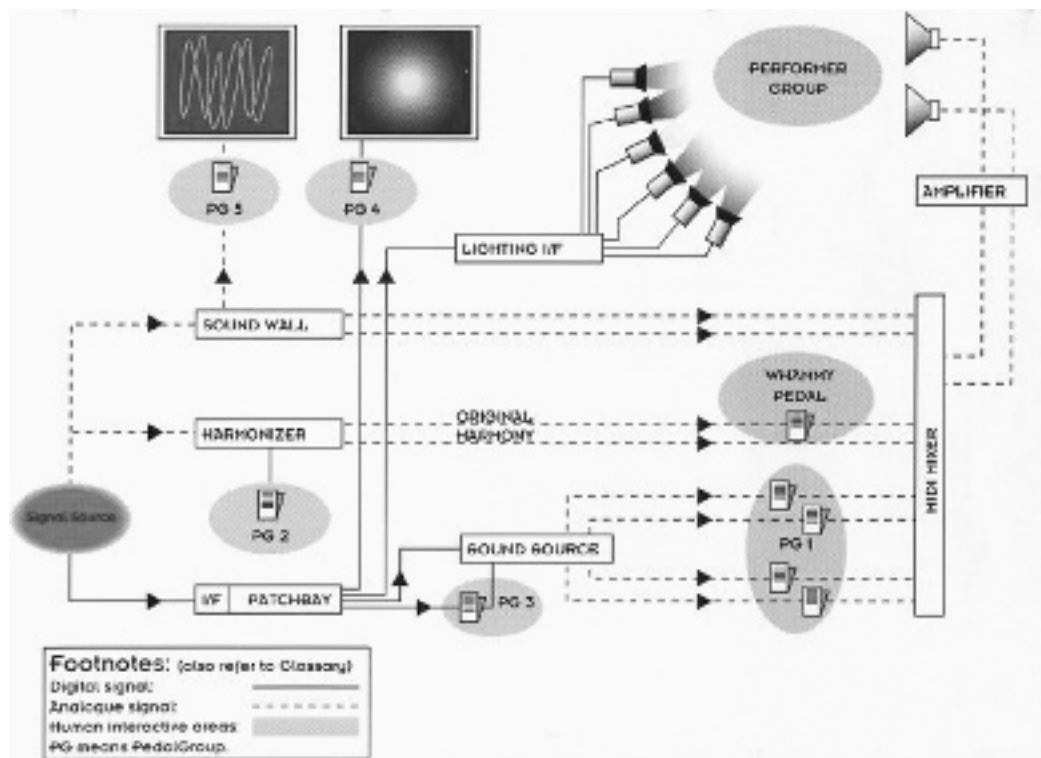 PERFORMER
GROUP
PG 5
PG 4
AMPLIFIER
LIGHTING I/F
SOUND WALL
WHAMMY
PEDAL
ORIGINAL
HARMONY
HARMONIZER
MIDI MIXER
Signal Source
PG 2
SOUND SOURCE
PG 1
I/F PATCHBAY
PG 3
Footnotes: (also refer to Glossary)
Digital signal:
Analogue signal:
Human interactive areas:
PG means PedalGroup.